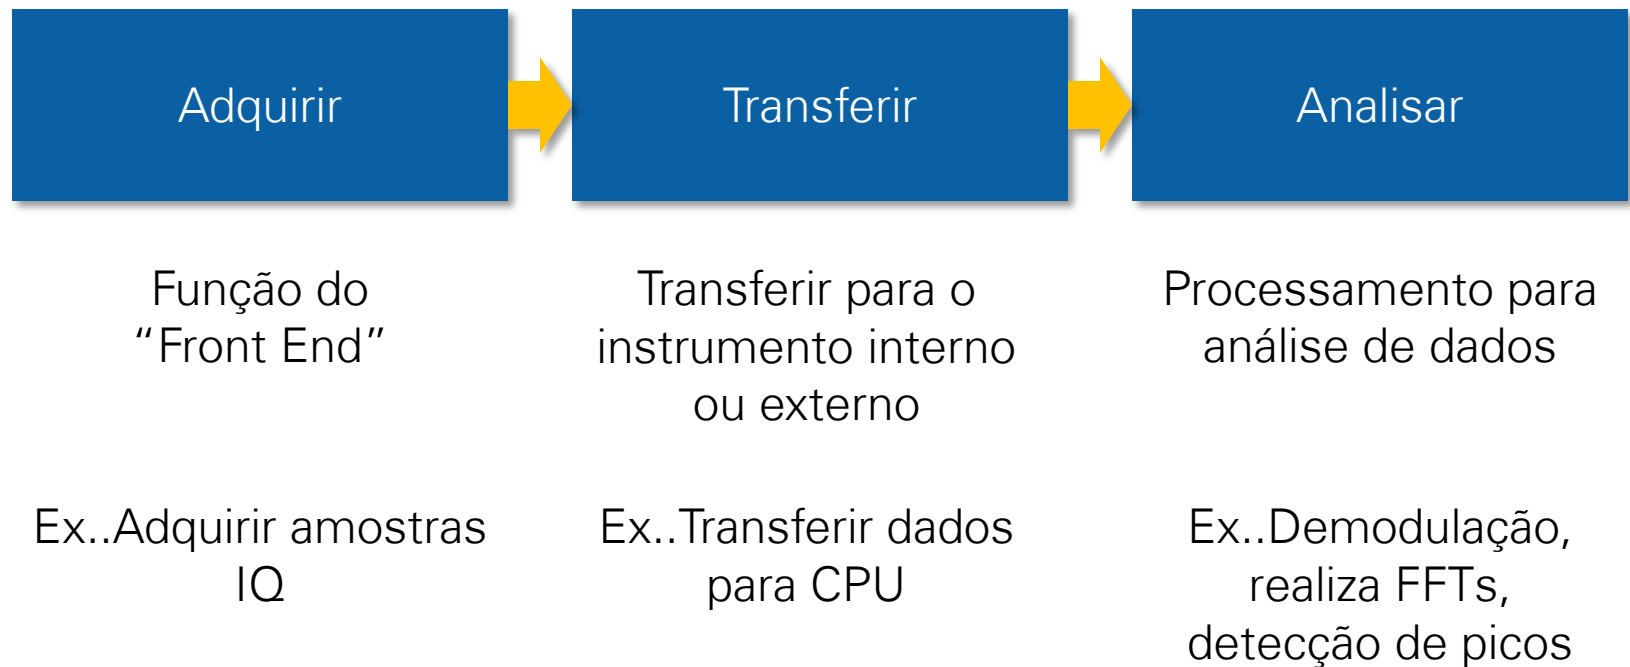 Adquirir
Transferir
Analisar
Função do
“Front End”
Transferir para o
instrumento interno
ou externo
Processamento para
análise de dados
Ex..Adquirir amostras
IQ
Ex..Transferir dados
para CPU
Ex..Demodulação,
realiza FFTs,
detecção de picos